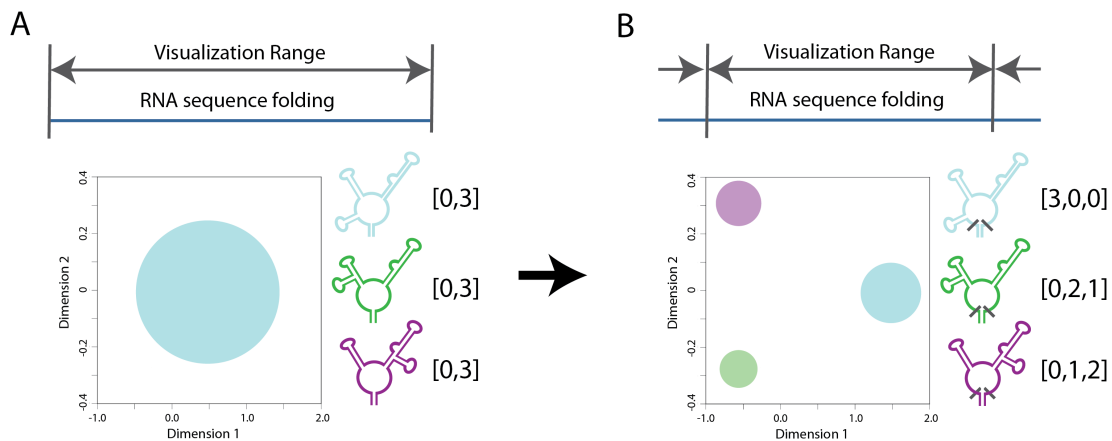 A
Visualization Range
RNA sequence folding
0.4
0.2
0
-0.2
-0.4
Dimension 2
-1.0 0.0 1.0 2.0
Dimension 1
[0,3]
[0,3]
[0,3]
B
Visualization Range
RNA sequence folding
0.4
0.2
0
-0.2
-0.4
Dimension 2
-1.0 0.0 1.0 2.0
Dimension 1
[3,0,0]
[0,2,1]
[0,1,2]